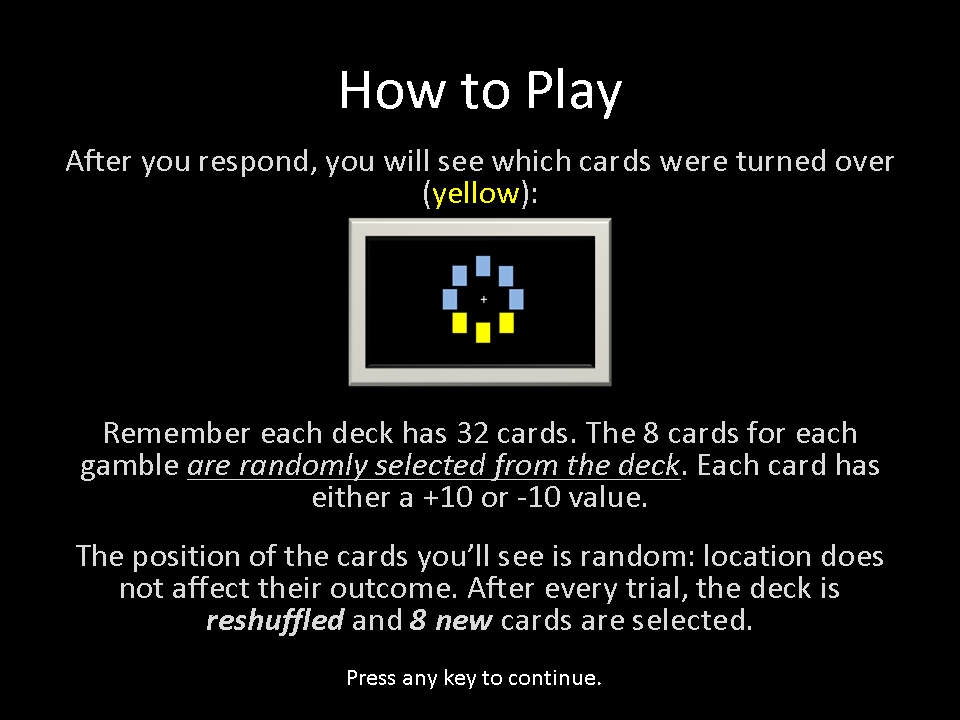 How to Play
After you respond, you will see which cards were turned over
(yellow):
+
Remember each deck has 32 cards. The 8 cards for each
gamble are randomly selected from the deck. Each card has
either a +10 or -10 value.
The position of the cards you’ll see is random: location does
not affect their outcome. After every trial, the deck is
reshuffled and 8 new cards are selected.
Press any key to continue.